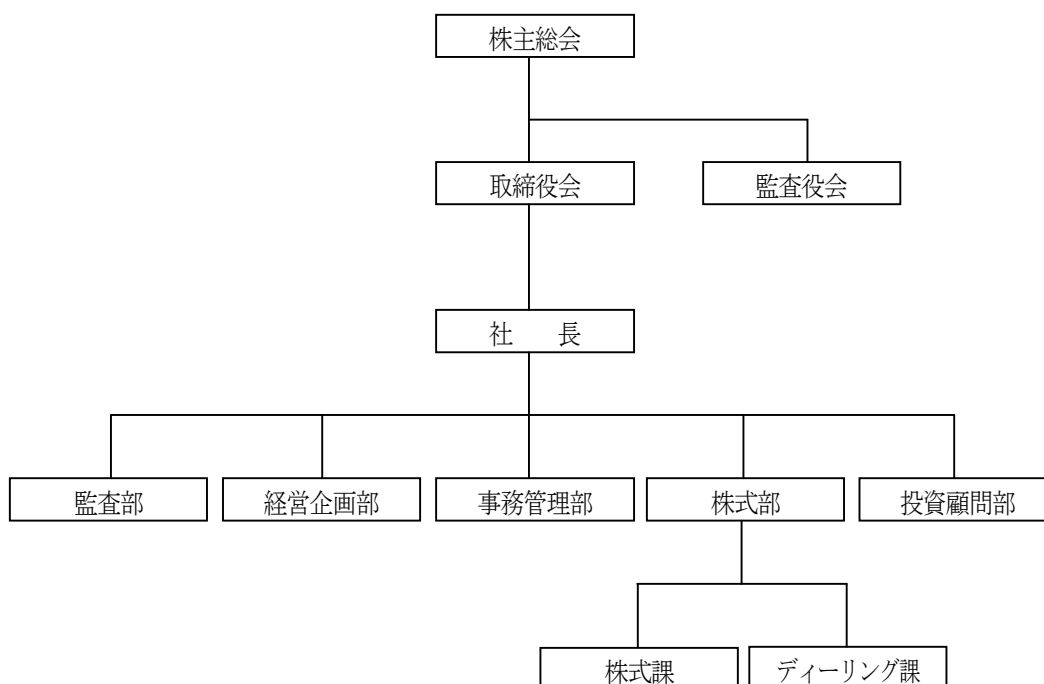 株主総会
取締役会
監査役会
社　　長
監査部
経営企画部
事務管理部
株式部
投資顧問部
株式課
ディーリング課